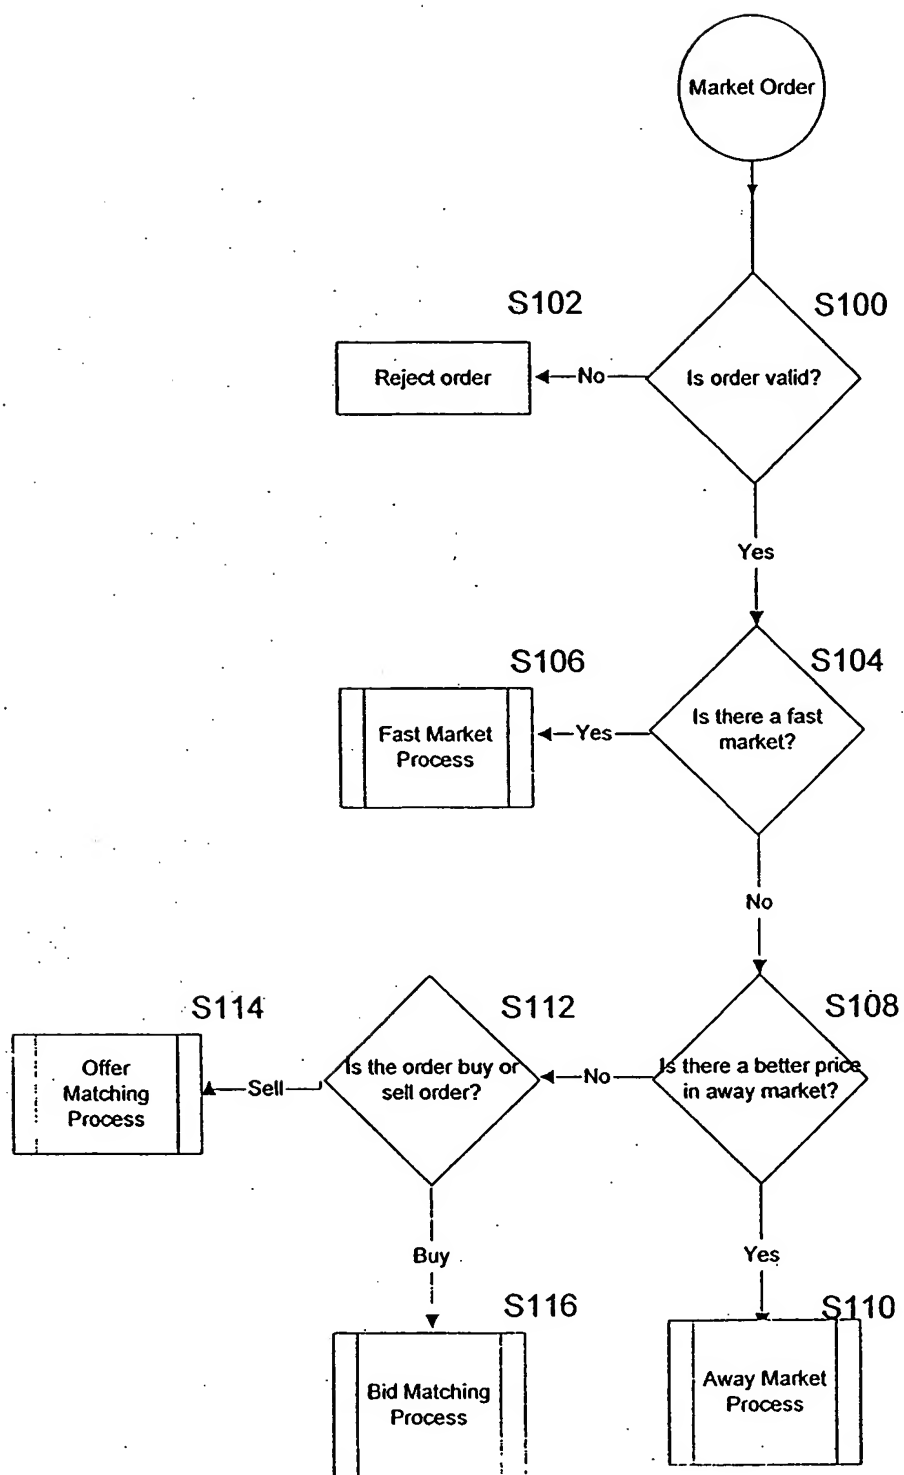 Market Order
S102
S100
Reject order
No
Is order valid?
Yes
S106
S104
Fast Market
Process
Yes
Is there a fast
market?
No
S114
S112
S108
Offer
Matching
Process
Sell
Is the order buy or
sell order?
No
Is there a better price
in away market?
Buy
Yes
S116
S110
Bid Matching
Process
Away Market
Process